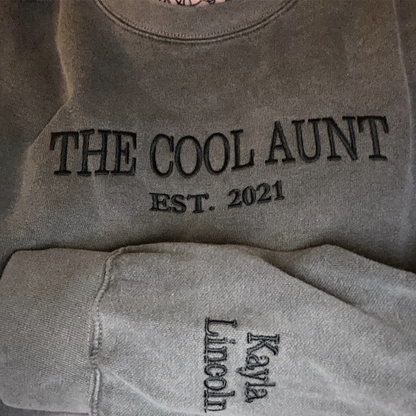 THE COOL AUNT
EST. 2021
Kayla
Lincoln